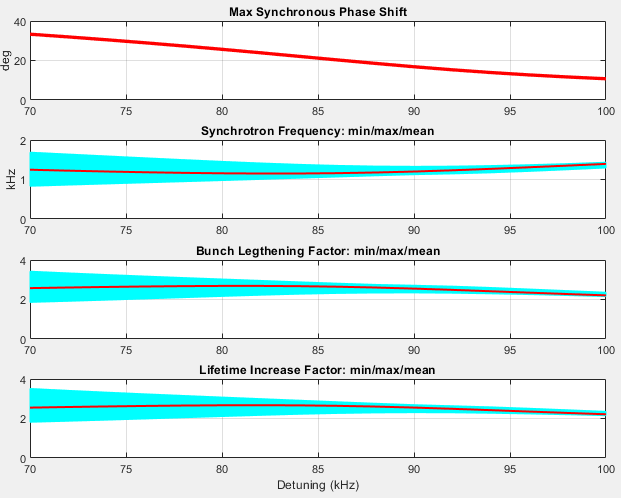 Max Synchronous Phase Shift
40
20
0
deg
70 75 80 85 90 95 100
Synchrotron Frequency: min/max/mean
2
1
0
kHz
70 75 80 85 90 95 100
Bunch Legthening Factor: min/max/mean
4
2
0
70 75 80 85 90 95 100
Lifetime Increase Factor: min/max/mean
4
2
0
70 75 80 85 90 95 100
Detuning (kHz)